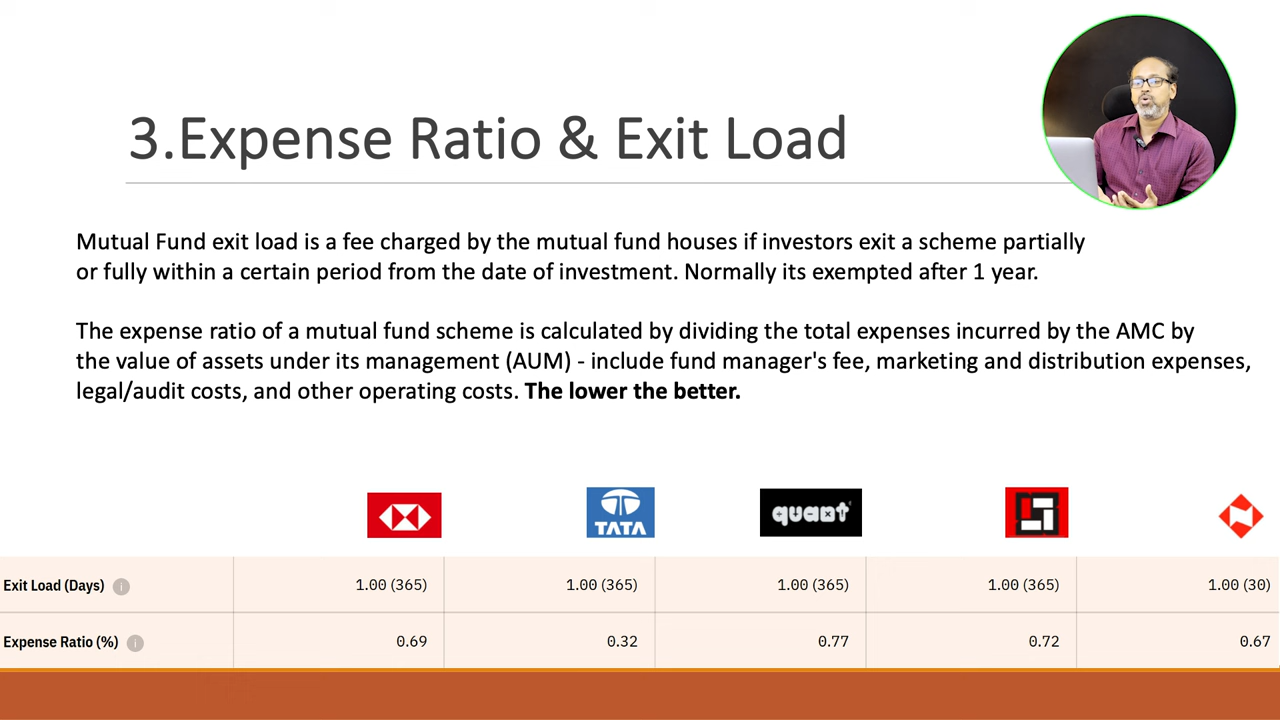 3.Expense Ratio & Exit Load
Mutual Fund exit load is a fee charged by the mutual fund houses if investors exit a scheme partially
or fully within a certain period from the date of investment. Normally its exempted after 1 year.
The expense ratio of a mutual fund scheme is calculated by dividing the total expenses incurred by the AMC by
the value of assets under its management (AUM) - include fund manager's fee, marketing and distribution expenses,
legal/audit costs, and other operating costs. The lower the better.
TATA quant
Exit Load (Days) i 1.00 (365) 1.00 (365) 1.00 (365) 1.00 (365) 1.00 (30)
Expense Ratio (%) i 0.69 0.32 0.77 0.72 0.67